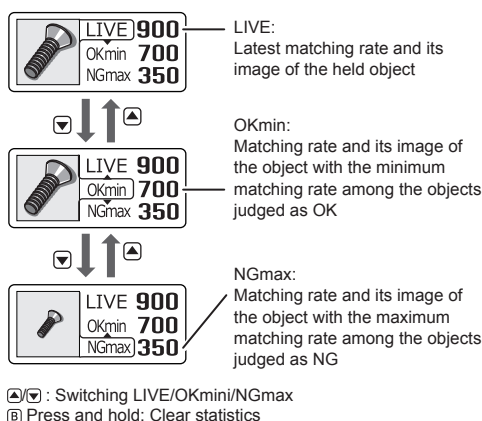 LIVE 900
OKmin 700
NGmax 350
LIVE:
Latest matching rate and its
image of the held object
LIVE 900
OKmin 700
NGmax 350
OKmin:
Matching rate and its image of
the object with the minimum
matching rate among the objects
judged as OK
LIVE 900
OKmin 700
NGmax 350
NGmax:
Matching rate and its image of
the object with the maximum
matching rate among the objects
judged as NG
▲/▼ : Switching LIVE/OKmini/NGmax
B Press and hold: Clear statistics